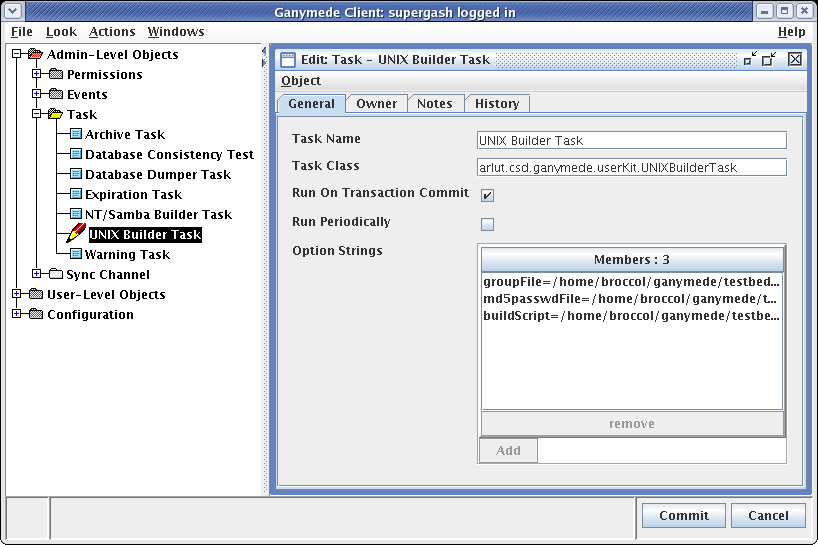 Ganymede Client: supergash logged in
File Look Actions Windows Help
Admin-Level Objects
Permissions
Events
Task
Archive Task
Database Consistency Test
Database Dumper Task
Expiration Task
NT/Samba Builder Task
UNIX Builder Task
Warning Task
Sync Channel
User-Level Objects
Configuration
Edit: Task - UNIX Builder Task
Object
General Owner Notes History
Task Name UNIX Builder Task
Task Class arlut.csd.ganymede.userKit.UNIXBuilderTask
Run On Transaction Commit
Run Periodically
Option Strings
Members : 3
groupFile=/home/broccol/ganymede/testbed...
md5passwdFile=/home/broccol/ganymede/t...
buildScript=/home/broccol/ganymede/testbe...
remove
Add
Commit Cancel